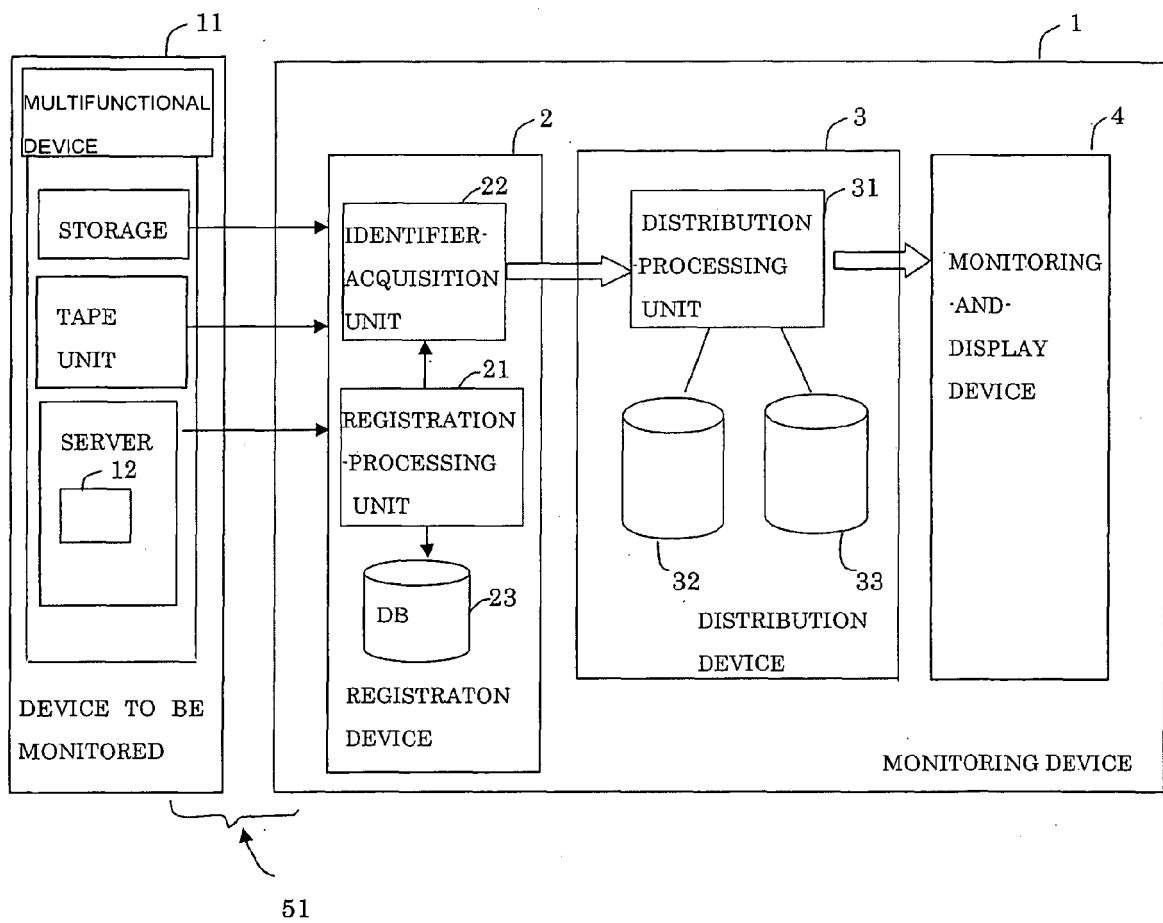 11
1
MULTIFUNCTIONAL
DEVICE
2
3
4
22
31
STORAGE
IDENTIFIER-
ACQUISITION
UNIT
DISTRIBUTION
-PROCESSING
UNIT
MONITORING
-AND-
DISPLAY
DEVICE
TAPE
UNIT
21
REGISTRATION
-PROCESSING
UNIT
SERVER
12
32
33
DB
23
DISTRIBUTION
DEVICE
REGISTRATON
DEVICE
DEVICE TO BE
MONITORED
MONITORING DEVICE
51